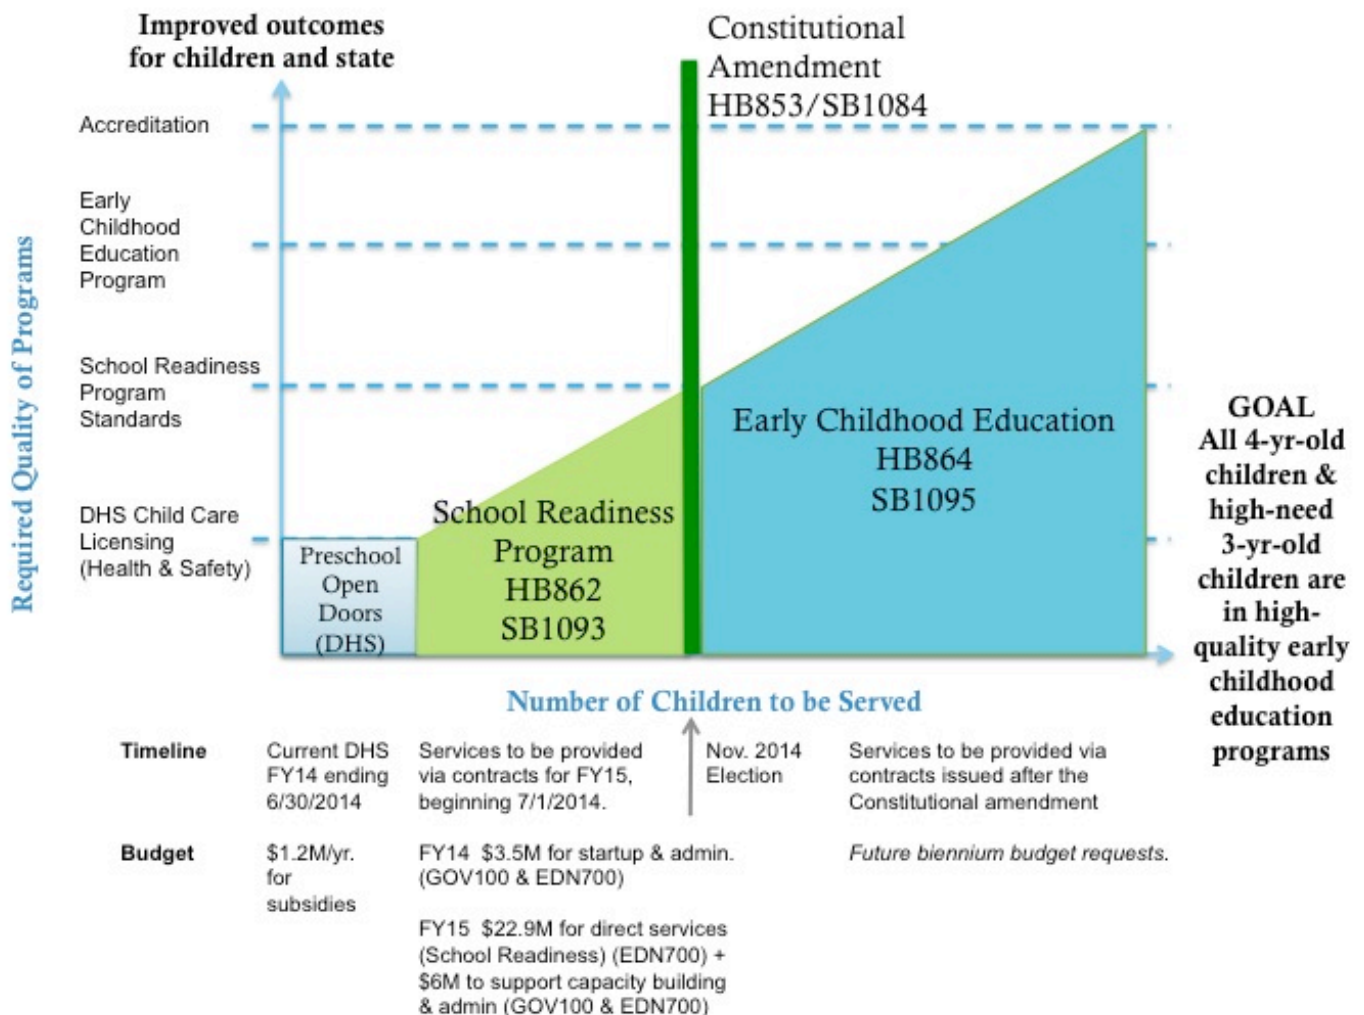 Improved outcomes
for children and state
Constitutional
Amendment
HB853/SB1084
Required Quality of Programs
Accreditation
Early
Childhood
Education
Program
School Readiness
Program
Standards
DHS Child Care
Licensing
(Health & Safety)
Preschool
Open
Doors
(DHS)
School Readiness
Program
HB862
SB1093
Early Childhood Education
HB864
SB1095
GOAL
All 4-yr-old
children &
high-need
3-yr-old
children are
in high-
quality early
childhood
education
programs
Number of Children to be Served
Timeline
Current DHS
FY14 ending
6/30/2014
Services to be provided
via contracts for FY15,
beginning 7/1/2014.
Nov. 2014
Election
Services to be provided via
contracts issued after the
Constitutional amendment
Budget
$1.2M/yr.
for
subsidies
FY14 $3.5M for startup & admin.
(GOV100 & EDN700)
FY15 $22.9M for direct services
(School Readiness) (EDN700) +
$6M to support capacity building
& admin (GOV100 & EDN700)
Future biennium budget requests.